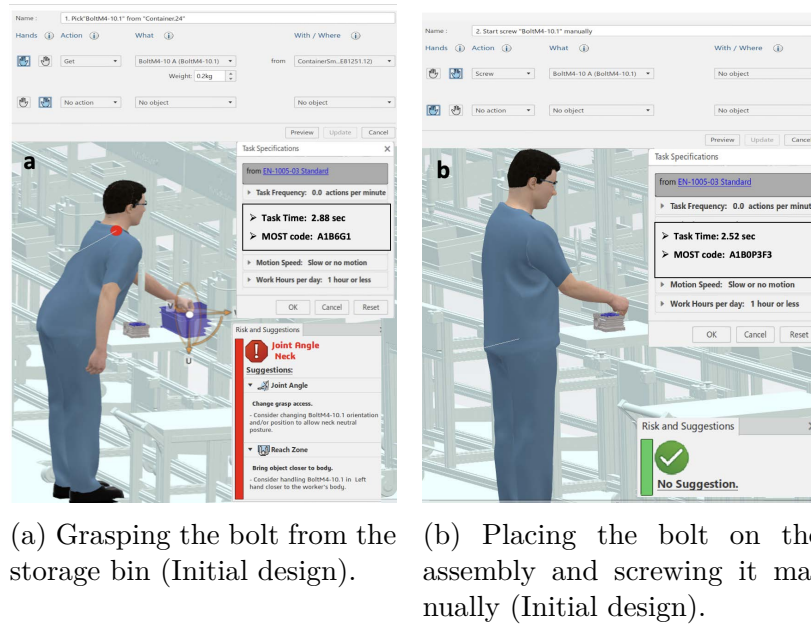 Name :
1. Pick"BoltM4-10.1" from "Container.24"
Hands Action What With / Where
Get BoltM4-10 A (BoltM4-10.1) from ContainerSm...E81251.12)
Weight: 0.2kg
No action No object No object
Preview Update Cancel
a
Task Specifications
from EN-1005-03 Standard
Task Frequency: 0.0 actions per minute
➢ Task Time: 2.88 sec
➢ MOST code: A1B6G1
Motion Speed: Slow or no motion
Work Hours per day: 1 hour or less
OK Cancel Reset
U
Risk and Suggestions
Joint Angle
Neck
Suggestions:
Joint Angle
Change grasp access.
- Consider changing BoltM4-10.1 orientation
and/or position to allow neck neutral
posture.
Reach Zone
Bring object closer to body.
- Consider handling BoltM4-10.1 in Left
hand closer to the worker's body.
(a) Grasping the bolt from the
storage bin (Initial design).
Name :
2. Start screw "BoltM4-10.1" manually
Hands Action What With / Where
Screw BoltM4-10 A (BoltM4-10.1) No object
No action No object No object
Preview Update Cance
b
Task Specifications
from EN-1005-03 Standard
Task Frequency: 0.0 actions per minut
➢ Task Time: 2.52 sec
➢ MOST code: A1B0P3F3
Motion Speed: Slow or no motion
Work Hours per day: 1 hour or less
OK Cancel Reset
Risk and Suggestions
No Suggestion.
(b) Placing the bolt on the
assembly and screwing it ma
nually (Initial design).